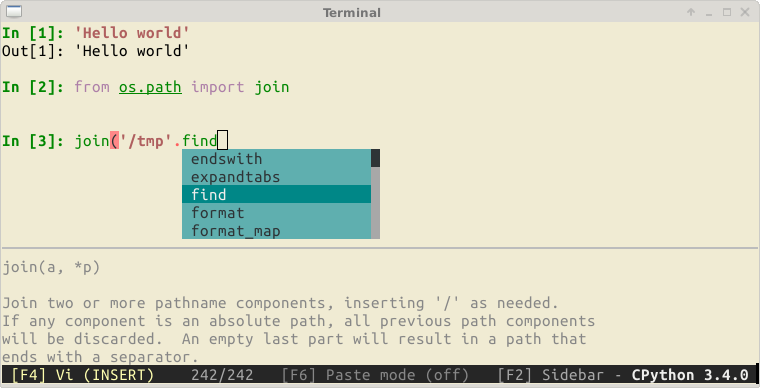 Terminal
In [1]: 'Hello world'
Out[1]: 'Hello world'
In [2]: from os.path import join
In [3]: join('/tmp'.find
endswith
expandtabs
find
format
format_map
join(a, *p)
Join two or more pathname components, inserting '/' as needed.
If any component is an absolute path, all previous path components
will be discarded.  An empty last part will result in a path that
ends with a separator.
[F4] Vi (INSERT)    242/242   [F6] Paste mode (off)   [F2] Sidebar - CPython 3.4.0